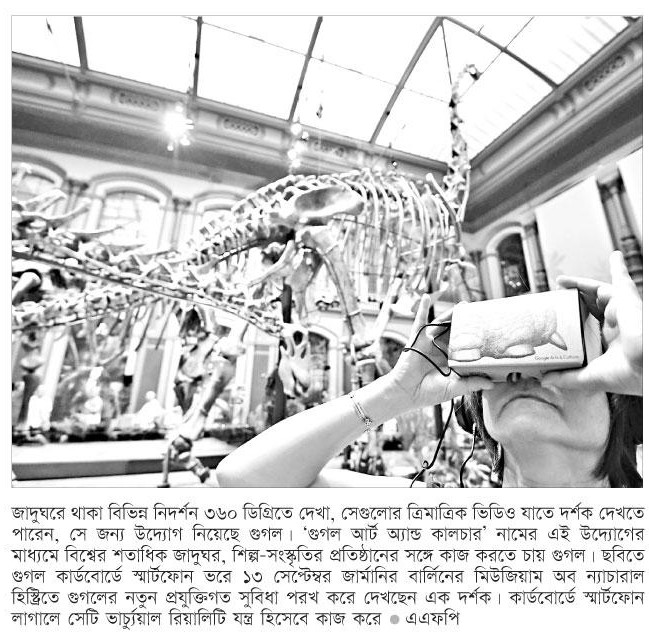 Google Arts & Culture
জাদুঘরে থাকা বিভিন্ন নিদর্শন ৩৬০ ডিগ্রিতে দেখা, সেগুলোর ত্রিমাত্রিক ভিডিও যাতে দর্শক দেখতে
পারেন, সে জন্য উদ্যোগ নিয়েছে গুগল। ‘গুগল আর্ট অ্যান্ড কালচার’ নামের এই উদ্যোগের
মাধ্যমে বিশ্বের শতাধিক জাদুঘর, শিল্প-সংস্কৃতির প্রতিষ্ঠানের সঙ্গে কাজ করতে চায় গুগল। ছবিতে
গুগল কার্ডবোর্ডে স্মার্টফোন ভরে ১৩ সেপ্টেম্বর জার্মানির বার্লিনের মিউজিয়াম অব ন্যাচারাল
হিস্ট্রিতে গুগলের নতুন প্রযুক্তিগত সুবিধা পরখ করে দেখছেন এক দর্শক। কার্ডবোর্ডে স্মার্টফোন
লাগালে সেটি ভার্চ্যুয়াল রিয়ালিটি যন্ত্র হিসেবে কাজ করে ● এএফপি